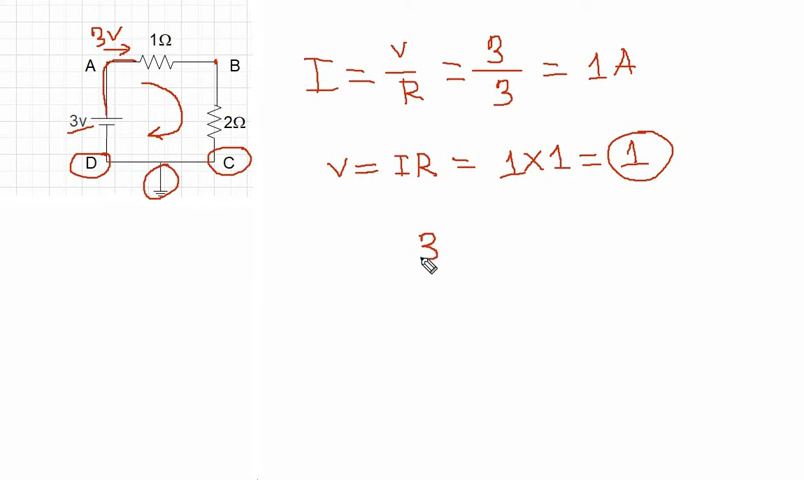 3V
1Ω
A
B
3v
2Ω
D
C
I = V/R = 3/3 = 1A
V = IR = 1×1 = 1
3